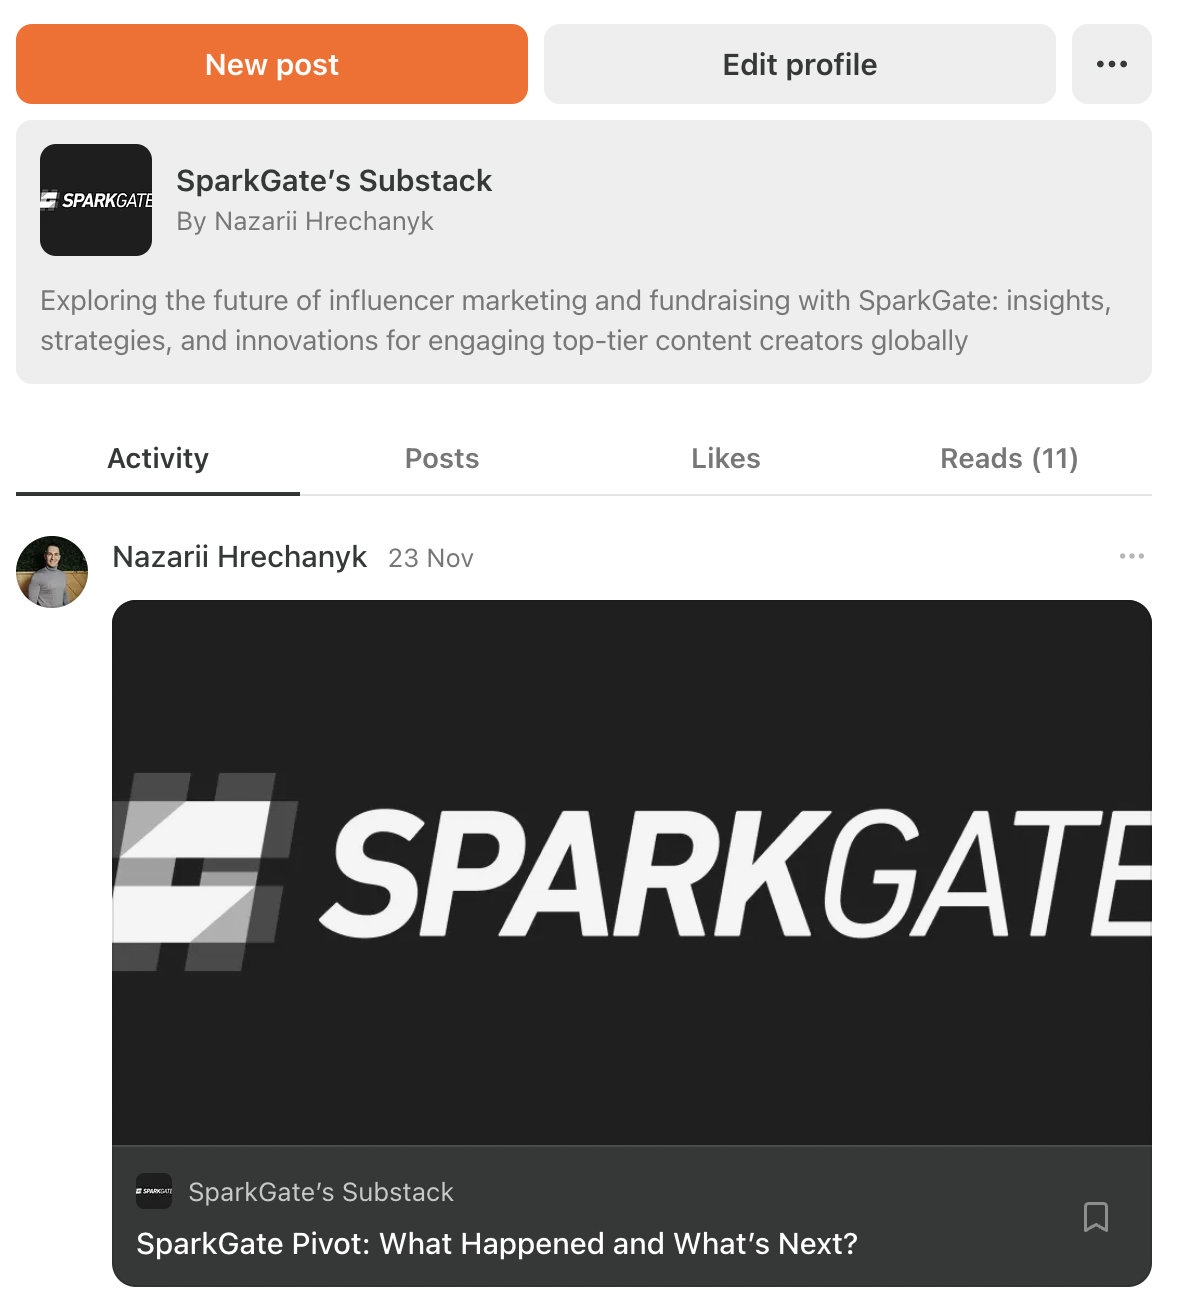 New post
Edit profile
SPARKGATE
SparkGate’s Substack
By Nazarii Hrechanyk
Exploring the future of influencer marketing and fundraising with SparkGate: insights,
strategies, and innovations for engaging top-tier content creators globally
Activity
Posts
Likes
Reads (11)
Nazarii Hrechanyk 23 Nov
SPARKGATE
SPARKGATE
SparkGate’s Substack
SparkGate Pivot: What Happened and What’s Next?